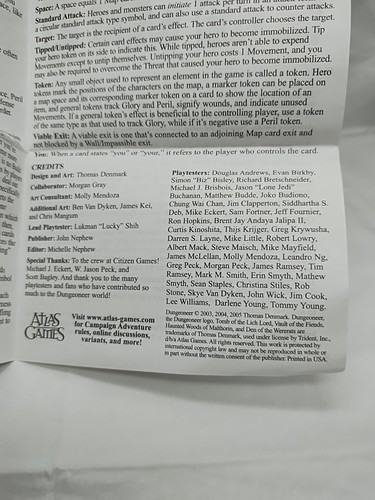 Space: A space equals 1 Map
Standard Attack: Heroes and monsters can initiate 1 attack per turn in
a circular standard attack type symbol, and can also use a standard attack to counter attacks.
Target: The target is the recipient of a card's effect. The card's controller chooses the target.
Tipped/Untipped: Certain card effects may cause your hero to become immobilized. Tip
your hero token on its side to indicate this. While tipped, heroes aren't able to expend
Movements except to untip themselves. Untipping your hero costs 1 Movement, and you
may also be required to overcome the Threat that caused your hero to become immobilized.
Token: Any small object used to represent an element in the game is called a token. Hero
tokens mark the positions of the characters on the map, a marker token can be placed on
a map space and its corresponding marker token on a card to show the location of an
item, and general tokens track Glory and Peril, signify wounds, and indicate unused
Movements. If a general token's effect is beneficial to the controlling player, use a token
of the same type as that used to track Glory, while if it's negative use a Peril token.
Viable Exit: A viable exit is one that's connected to an adjoining Map card exit and
not blocked by a Wall/Impassible exit.
You: When a card states "you" or "your," it refers to the player who controls the card.
CREDITS
Design and Art: Thomas Denmark
Collaborator: Morgan Gray
Art Consultant: Molly Mendoza
Additional Art: Ben Van Dyken, James Kei,
and Chris Mangum
Lead Playtester: Lukman "Lucky" Shih
Publisher: John Nephew
Editor: Michelle Nephew
Special Thanks: To the crew at Citizen Games!
Michael J. Eckert, W. Jason Peck, and
Scott Bagley. And thank you to the many
playtesters and fans who have contributed so
much to the Dungeoneer world!
ATLAS
GAMES
Visit www.atlas-games.com
for Campaign Adventure
rules, online discussions,
variants, and more!
Playtesters: Douglas Andrews, Evan Birkby,
Simon "Biz" Bisley, Richard Bretschneider,
Michael J. Brisbois, Jason "Lone Jedi"
Buchanan, Matthew Budde, Joko Budiono,
Chung Wai Chan, Jim Clapperton, Siddhartha S.
Deb, Mike Eckert, Sam Fortner, Jeff Fournier,
Ron Hopkins, Brent Jay Andaya Jalipa II,
Curtis Kinoshita, Thijs Krijger, Greg Krywusha,
Darren S. Layne, Mike Little, Robert Lowry,
Albert Mack, Steve Maisch, Mike Mayfield,
James McLellan, Molly Mendoza, Leandro Ng,
Greg Peck, Morgan Peck, James Ramsey, Tim
Ramsey, Mark M. Smith, Erin Smyth, Matthew
Smyth, Sean Staples, Christina Stiles, Rob
Stone, Skye Van Dyken, John Wick, Jim Cook,
Lee Williams, Darlene Young, Tommy Young.
Dungeoneer © 2003, 2004, 2005 Thomas Denmark. Dungeoneer,
the Dungeoneer logo, Tomb of the Lich Lord, Vault of the Fiends,
Haunted Woods of Malthorin, and Den of the Wererats are
trademarks of Thomas Denmark, used under license by Trident, Inc.,
d/b/a Atlas Games. All rights reserved. This work is protected by
international copyright law and may not be reproduced in whole or
in part without the written consent of the publisher. Printed in USA.